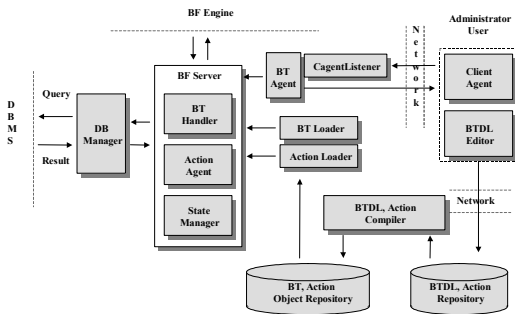 BF Engine
Administrator
User
N
e
t
w
o
r
k
BT
Agent
CagentListener
Client
Agent
BF Server
D
B
M
S
Query
Result
DB
Manager
BT
Handler
BT Loader
Action Loader
BTDL
Editor
Action
Agent
State
Manager
BTDL, Action
Compiler
Network
BT, Action
Object Repository
BTDL, Action
Repository